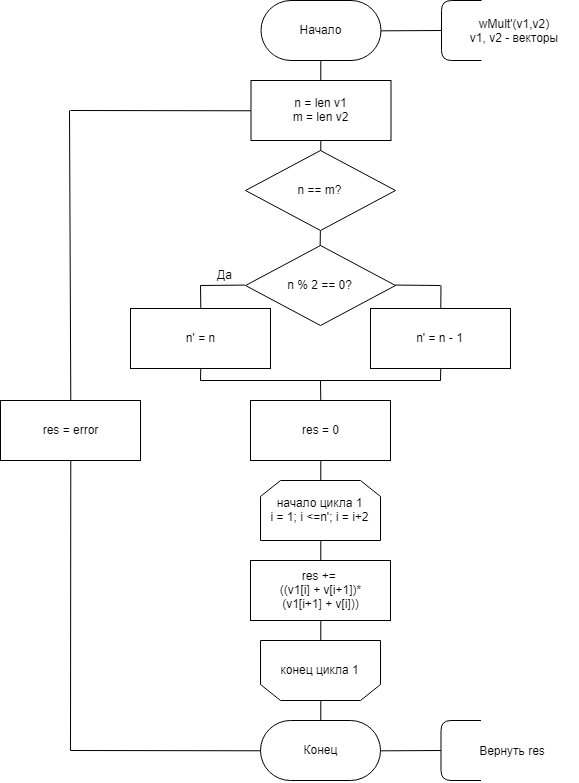 Начало
wMult'(v1,v2)
v1, v2 - векторы
n = len v1
m = len v2
n == m?
Да
n % 2 == 0?
n' = n
n' = n - 1
res = error
res = 0
начало цикла 1
i = 1; i <=n'; i = i+2
res +=
((v1[i] + v[i+1])*
(v1[i+1] + v[i]))
конец цикла 1
Конец
Вернуть res